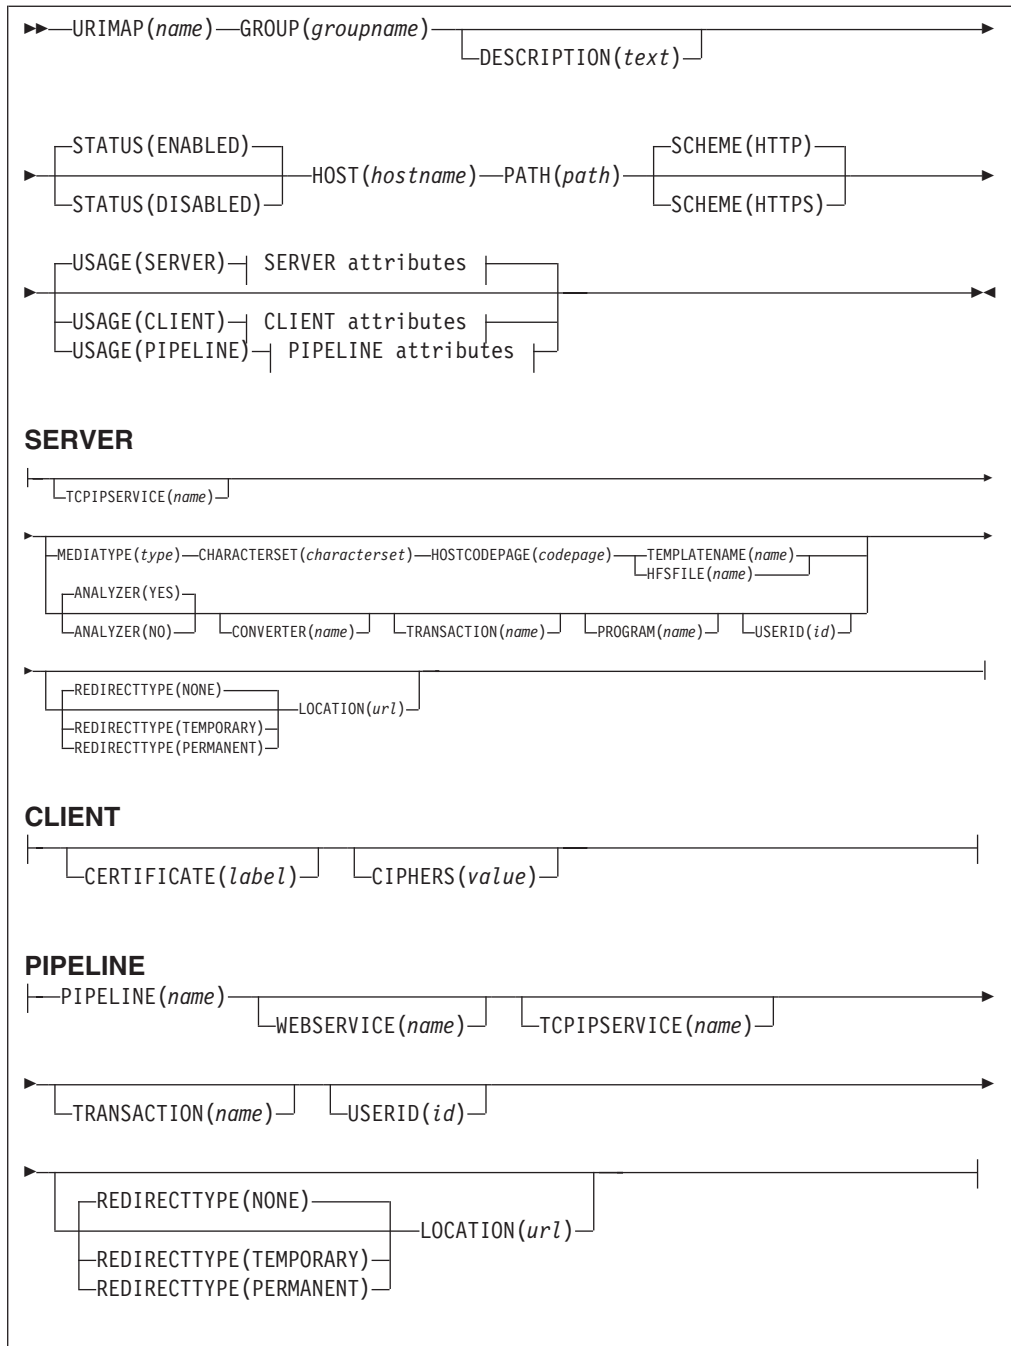 URIMAP(name) GROUP(groupname)
DESCRIPTION(text)
STATUS(ENABLED) SCHEME(HTTP)
HOST(hostname) PATH(path)
STATUS(DISABLED) SCHEME(HTTPS)
USAGE(SERVER) SERVER attributes
USAGE(CLIENT) CLIENT attributes
USAGE(PIPELINE) PIPELINE attributes
SERVER
TCPIPSERVICE(name)
MEDIATYPE(type) CHARACTERSET(characterset) HOSTCODEPAGE(codepage) TEMPLATENAME(name)
HFSFILE(name)
ANALYZER(YES)
ANALYZER(NO) CONVERTER(name) TRANSACTION(name) PROGRAM(name) USERID(id)
REDIRECTTYPE(NONE)
LOCATION(url)
REDIRECTTYPE(TEMPORARY)
REDIRECTTYPE(PERMANENT)
CLIENT
CERTIFICATE(label) CIPHERS(value)
PIPELINE
PIPELINE(name)
WEBSERVICE(name) TCPIPSERVICE(name)
TRANSACTION(name) USERID(id)
REDIRECTTYPE(NONE)
LOCATION(url)
REDIRECTTYPE(TEMPORARY)
REDIRECTTYPE(PERMANENT)